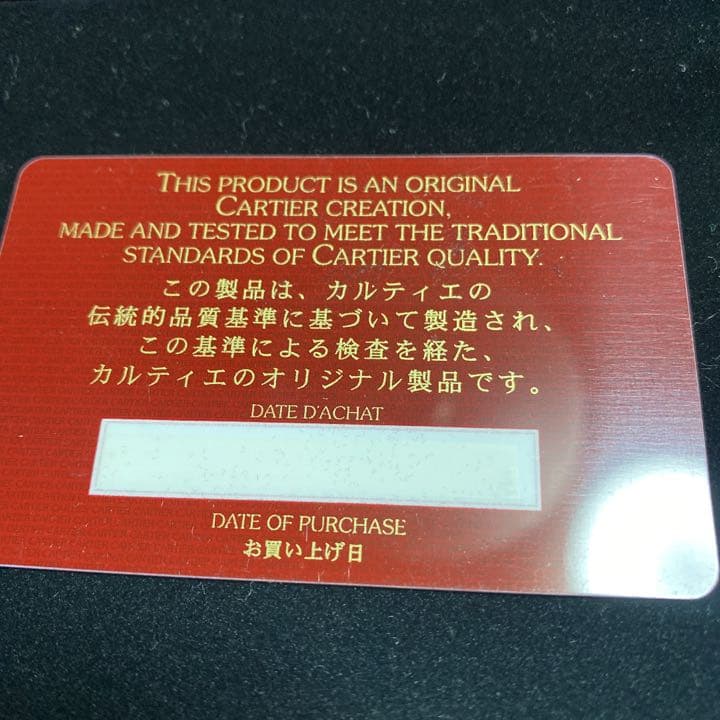 THIS PRODUCT IS AN ORIGINAL
CARTIER CREATION,
MADE AND TESTED TO MEET THE TRADITIONAL
STANDARDS OF CARTIER QUALITY.
この製品は、カルティエの
伝統的品質基準に基づいて製造され、
この基準による検査を経た、
カルティエのオリジナル製品です。
DATE D'ACHAT
DATE OF PURCHASE
お買い上げ日